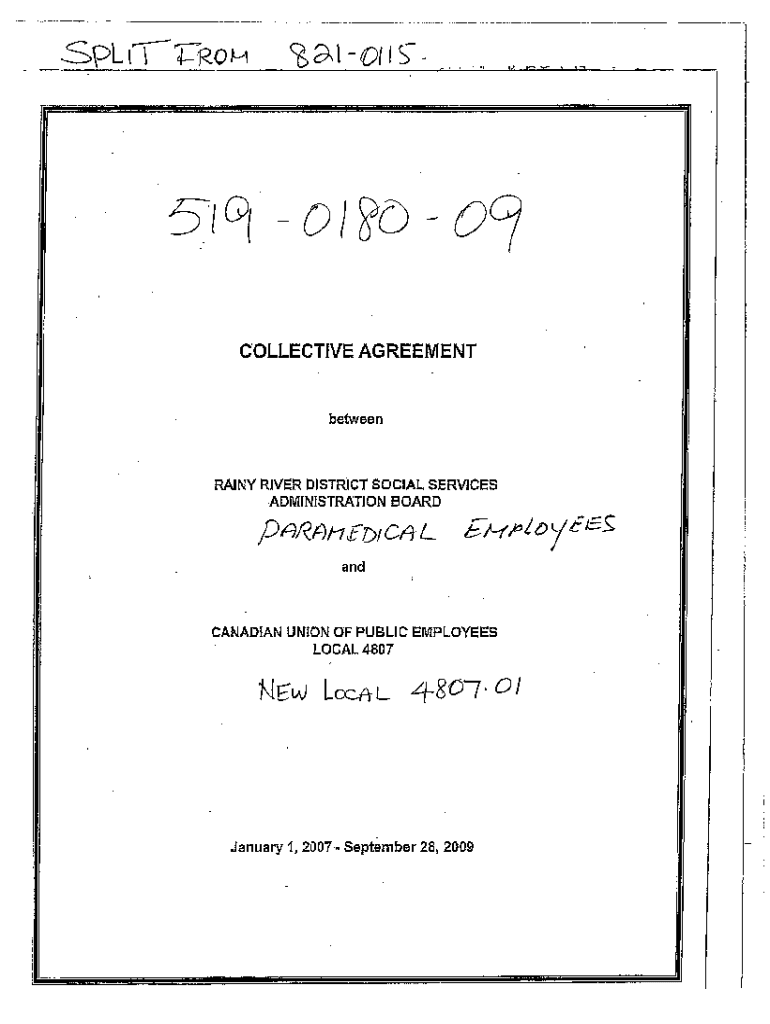 SPLIT FROM 821-0115.
519-0180-09
COLLECTIVE AGREEMENT
between
RAINY RIVER DISTRICT SOCIAL SERVICES
ADMINISTRATION BOARD
PARAMEDICAL EMPLOYEES
and
CANADIAN UNION OF PUBLIC EMPLOYEES
LOCAL 4807
NEW LOCAL 4807.01
January 1, 2007 - September 28, 2009